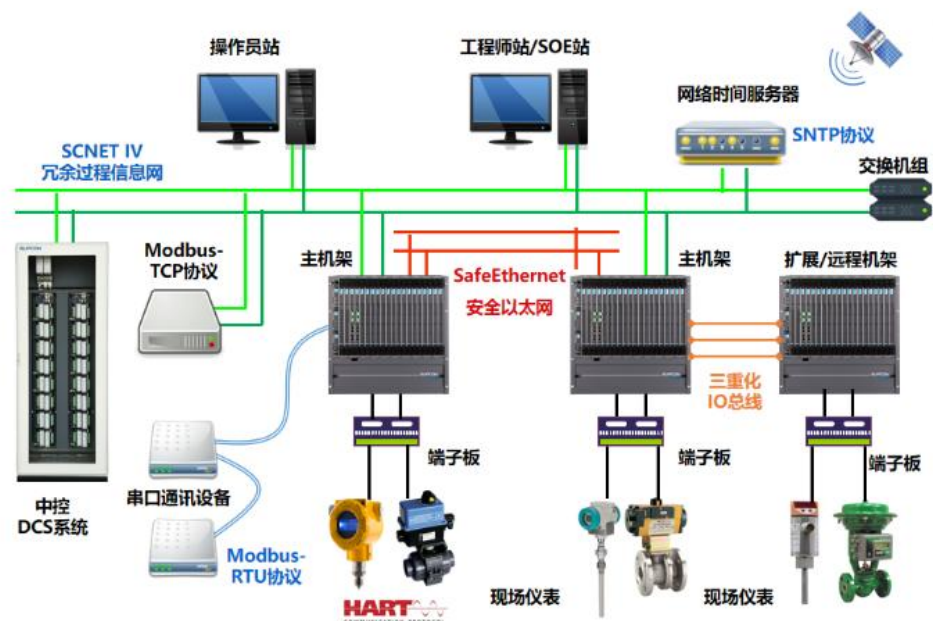 操作员站
工程师站/SOE站
网络时间服务器
SNTP协议
SCNET IV
冗余过程信息网
交换机组
Modbus-
TCP协议
主机架
SafeEthernet
安全以太网
主机架
扩展/远程机架
三重化
IO总线
端子板
端子板
端子板
中控
DCS系统
串口通讯设备
Modbus-
RTU协议
HART
COMMUNICATION PROTOCOL
现场仪表
现场仪表